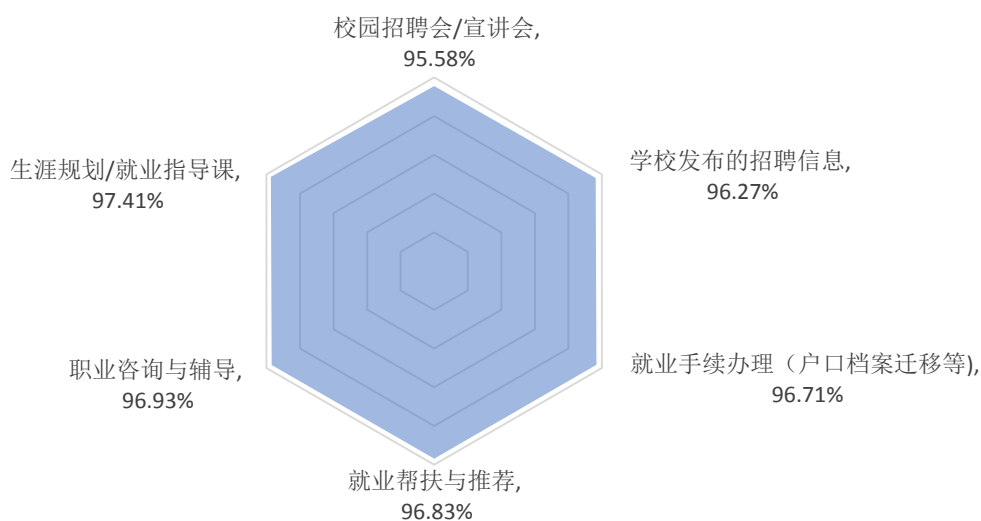 校园招聘会/宣讲会,
95.58%
学校发布的招聘信息,
96.27%
就业手续办理（户口档案迁移等),
96.71%
就业帮扶与推荐,
96.83%
职业咨询与辅导,
96.93%
生涯规划/就业指导课,
97.41%